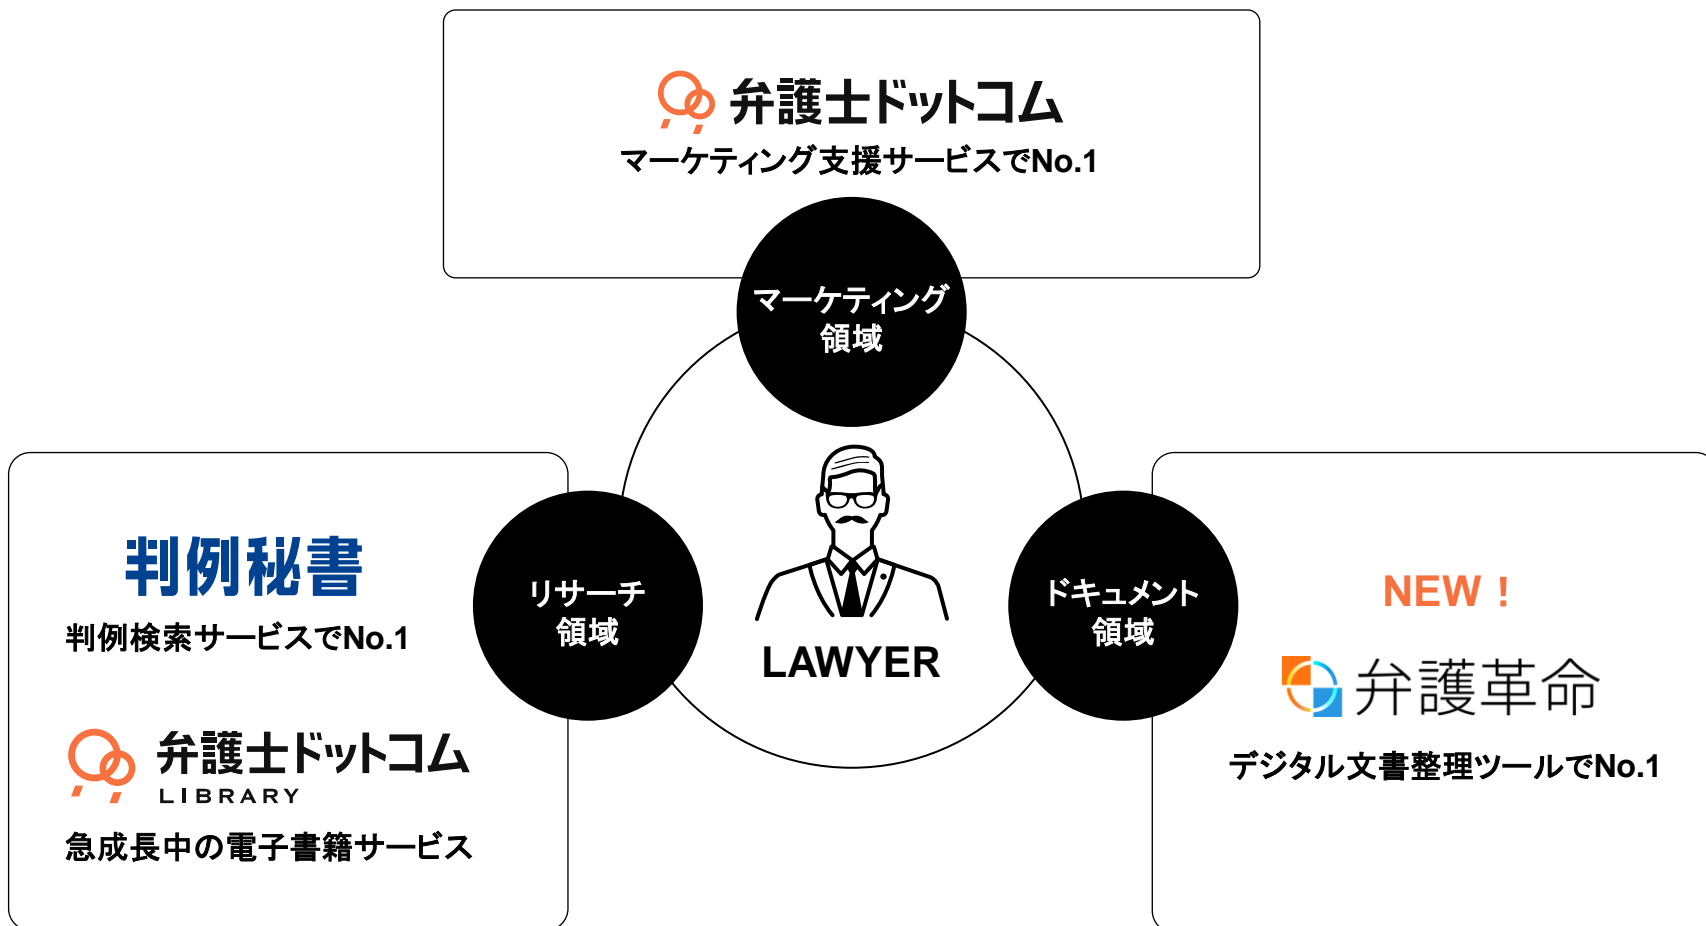 弁護士ドットコム
マーケティング支援サービスでNo.1
マーケティング
領域
判例秘書
判例検索サービスでNo.1
弁護士ドットコム
LIBRARY
急成長中の電子書籍サービス
リサーチ
領域
LAWYER
ドキュメント
領域
NEW！
弁護革命
デジタル文書整理ツールでNo.1